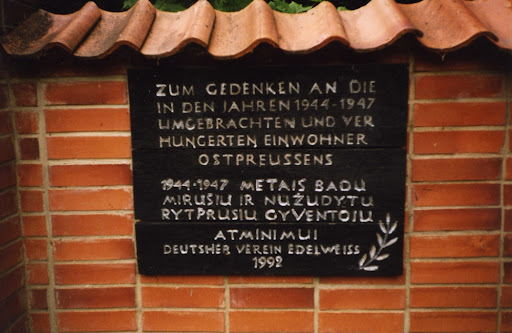 ZUM GEDENKEN AN DIE
IN DEN JAHREN 1944-1947
UMGEBRACHTEN UND VER
HUNGERTEN EINWOHNER
OSTPREUSSENS
1944-1947 METAIS BADU
MIRUŠIU IR NUŽUDYTU
RYTPRUSIU GYVENTOJU
ATMINIMUI
DEUTSHER VEREIN EDELWEISS
1992